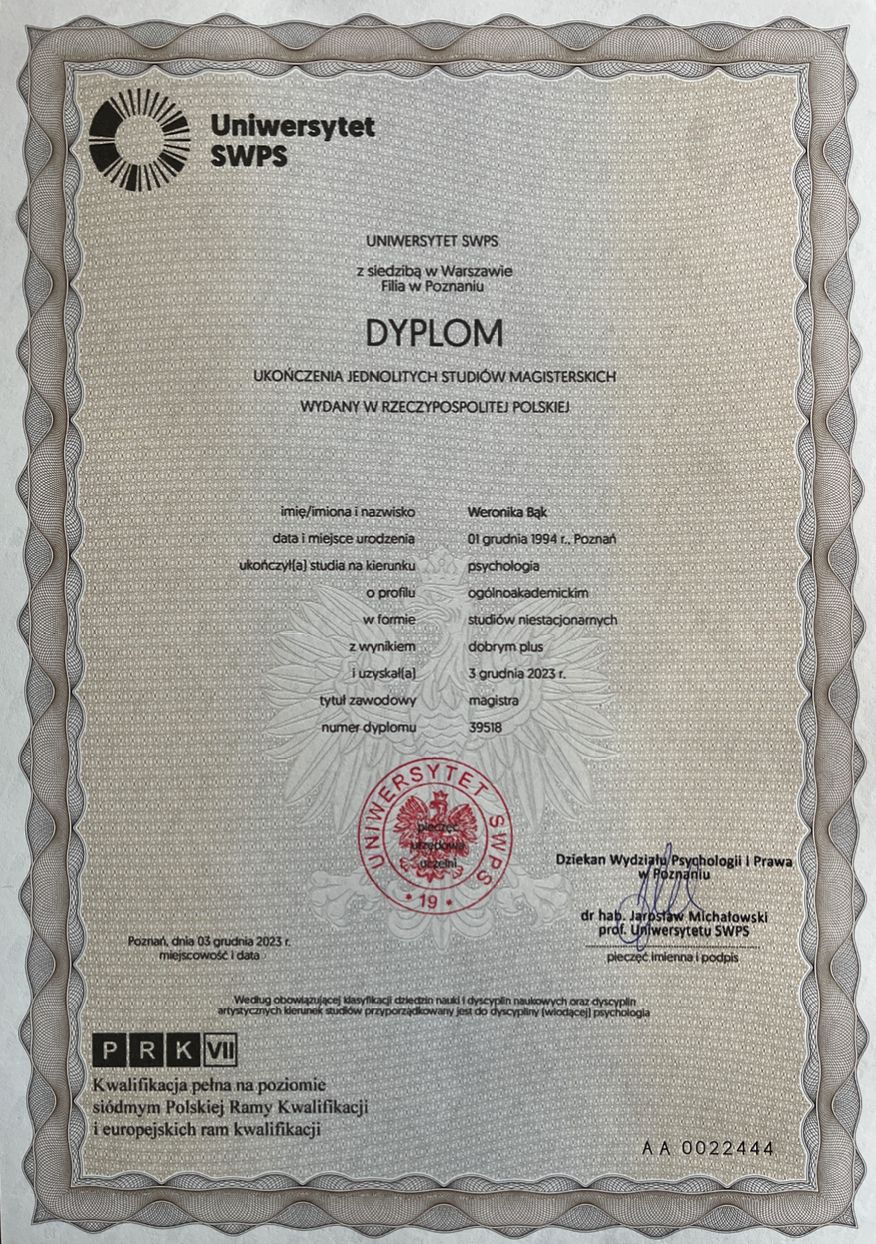 Uniwersytet
SWPS
UNIWERSYTET SWPS
z siedzibą w Warszawie
Filia w Poznaniu
DYPLOM
UKOŃCZENIA JEDNOLITYCH STUDIÓW MAGISTERSKICH
WYDANY W RZECZYPOSPOLITEJ POLSKIEJ
imię/imiona i nazwisko Weronika Bąk
data i miejsce urodzenia 01 grudnia 1994 r., Poznań
ukończył(a) studia na kierunku psychologia
o profilu ogólnoakademickim
w formie studiów niestacjonarnych
z wynikiem dobrym plus
i uzyskał(a) 3 grudnia 2023 r.
tytuł zawodowy magistra
numer dyplomu 39518
UNIWERSYTET SWPS
pieczęć
urzędowa
uczelni
• 19 •
Dziekan Wydziału Psychologii i Prawa
w Poznaniu
dr hab. Jarosław Michałowski
prof. Uniwersytetu SWPS
pieczęć imienna i podpis
Poznań, dnia 03 grudnia 2023 r.
miejscowość i data
Według obowiązującej klasyfikacji dziedzin nauki i dyscyplin naukowych oraz dyscyplin
artystycznych kierunek studiów przyporządkowany jest do dyscypliny (wiodącej) psychologia
PRK VII
Kwalifikacja pełna na poziomie
siódmym Polskiej Ramy Kwalifikacji
i europejskich ram kwalifikacji
AA 0022444